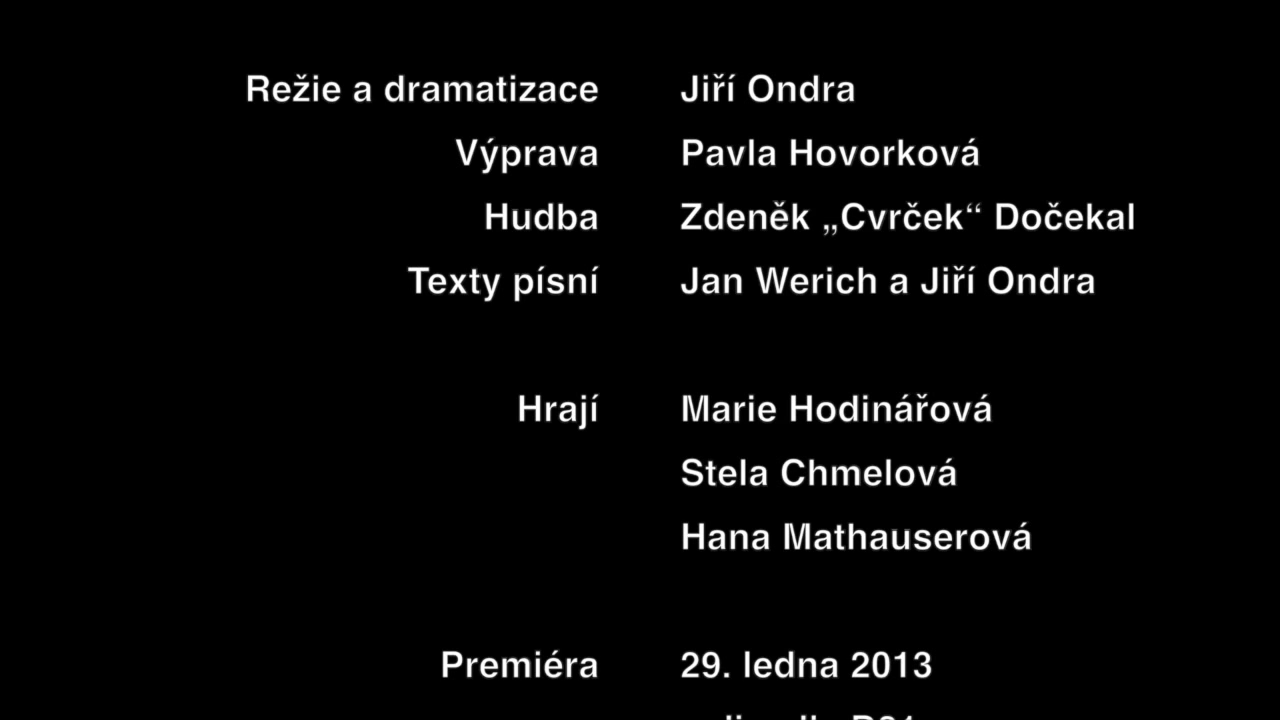 Režie a dramatizace Jiří Ondra
Výprava Pavla Hovorková
Hudba Zdeněk „Cvrček“ Dočekal
Texty písní Jan Werich a Jiří Ondra
Hrají Marie Hodinářová
Stela Chmelová
Hana Mathauserová
Premiéra 29. ledna 2013